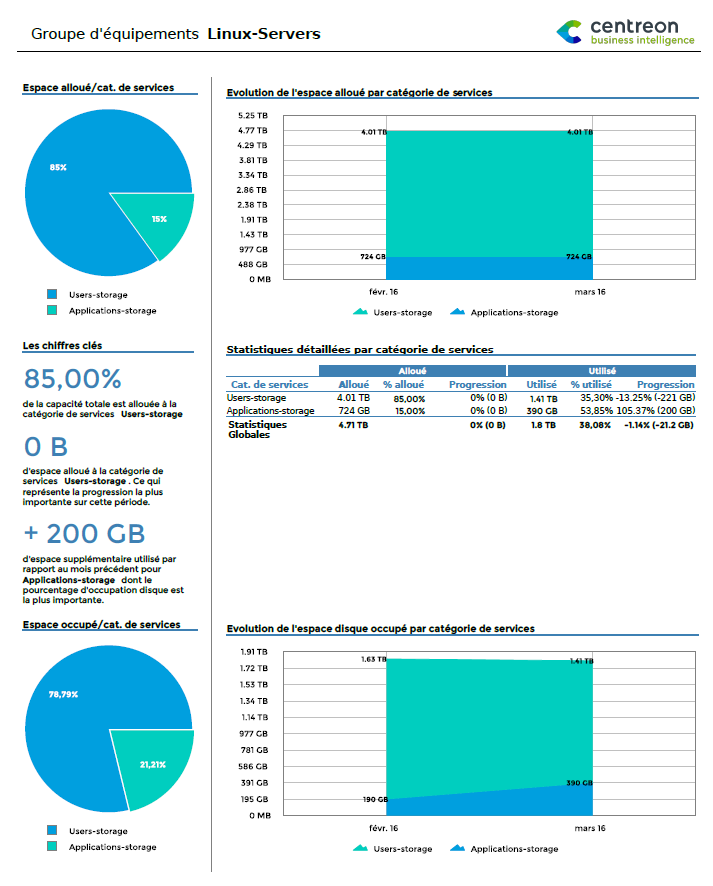 Groupe d'équipements Linux-Servers
centreon
business intelligence
Espace alloué/cat. de services
85%
15%
Users-storage
Applications-storage
Evolution de l'espace alloué par catégorie de services
5.25 TB
4.77 TB
4.29 TB
3.81 TB
3.34 TB
2.86 TB
2.38 TB
1.91 TB
1.43 TB
977 GB
488 GB
0 MB
4.01 TB
4.01 TB
724 GB
724 GB
févr. 16
mars 16
Users-storage
Applications-storage
Les chiffres clés
85,00%
de la capacité totale est allouée à la
catégorie de services Users-storage
0 B
d'espace alloué à la catégorie de
services Users-storage . Ce qui
représente la progression la plus
importante sur cette période.
+ 200 GB
d'espace supplémentaire utilisé par
rapport au mois précédent pour
Applications-storage dont le
pourcentage d'occupation disque est
la plus importante.
Statistiques détaillées par catégorie de services
Alloué Utilisé
Cat. de services Alloué % alloué Progression Utilisé % utilisé Progression
Users-storage 4.01 TB 85,00% 0% (0 B) 1.41 TB 35,30% -13.25% (-221 GB)
Applications-storage 724 GB 15,00% 0% (0 B) 390 GB 53,85% 105.37% (200 GB)
Statistiques 4.71 TB 0% (0 B) 1.8 TB 38,08% -1.14% (-21.2 GB)
Globales
Espace occupé/cat. de services
78,79%
21,21%
Users-storage
Applications-storage
Evolution de l'espace disque occupé par catégorie de services
1.91 TB
1.72 TB
1.53 TB
1.34 TB
1.14 TB
977 GB
781 GB
586 GB
391 GB
195 GB
0 MB
1.63 TB
1.41 TB
190 GB
390 GB
févr. 16
mars 16
Users-storage
Applications-storage